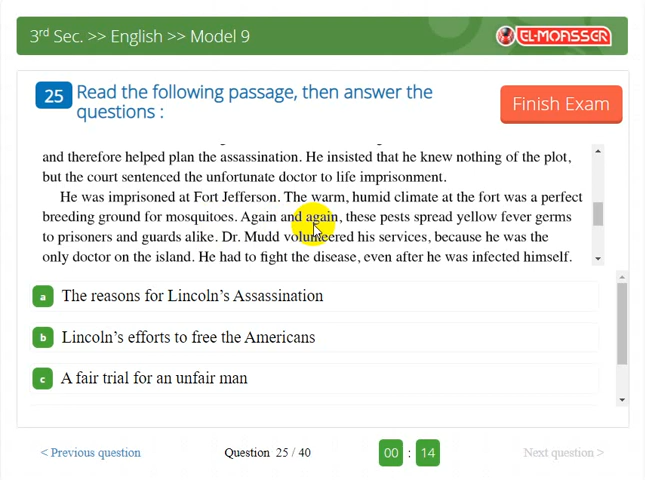 3rd Sec. >> English >> Model 9
EL-MOASSER
25
Read the following passage, then answer the
questions :
Finish Exam
and therefore helped plan the assassination. He insisted that he knew nothing of the plot,
but the court sentenced the unfortunate doctor to life imprisonment.
He was imprisoned at Fort Jefferson. The warm, humid climate at the fort was a perfect
breeding ground for mosquitoes. Again and again, these pests spread yellow fever germs
to prisoners and guards alike. Dr. Mudd volunteered his services, because he was the
only doctor on the island. He had to fight the disease, even after he was infected himself.
a The reasons for Lincoln's Assassination
b Lincoln's efforts to free the Americans
c A fair trial for an unfair man
< Previous question
Question 25 / 40
00 : 14
Next question >